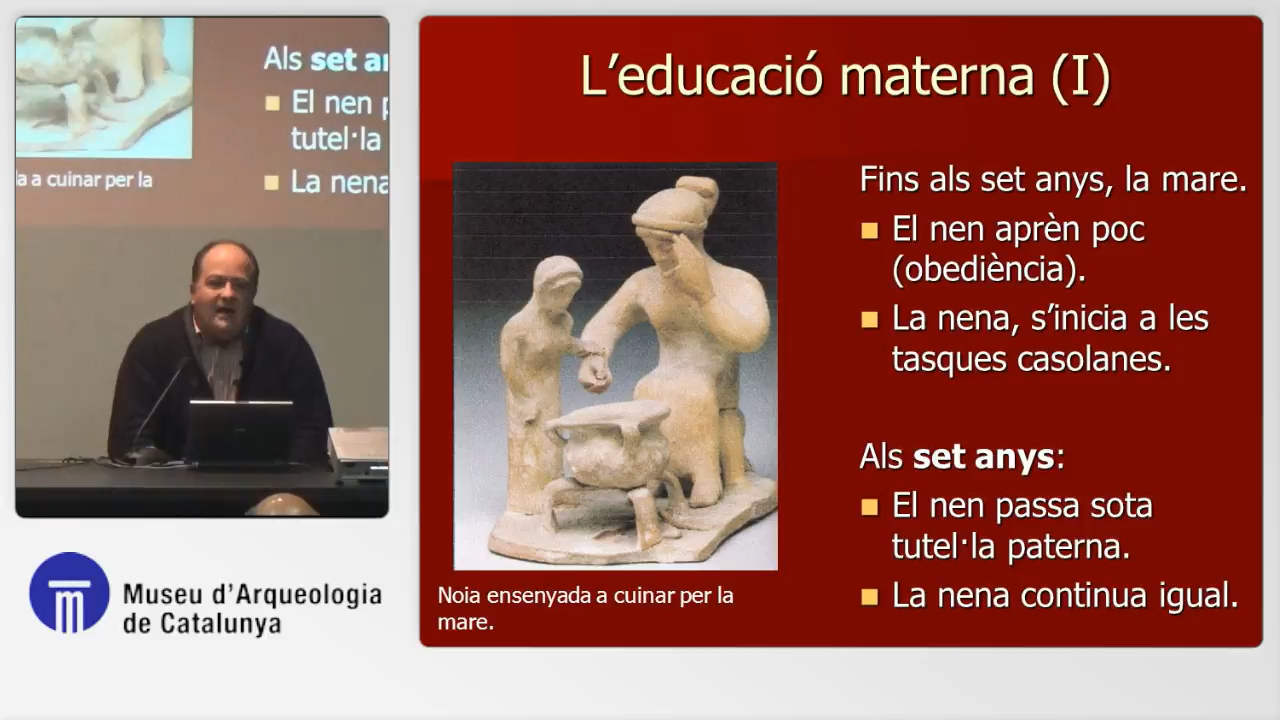 Als set a
El nen p
tutel·la
La nena
a a cuinar per la
L’educació materna (I)
Fins als set anys, la mare.
El nen aprèn poc
(obediència).
La nena, s’inicia a les
tasques casolanes.
Als set anys:
El nen passa sota
tutel·la paterna.
La nena continua igual.
Noia ensenyada a cuinar per la
mare.
Museu d’Arqueologia
de Catalunya